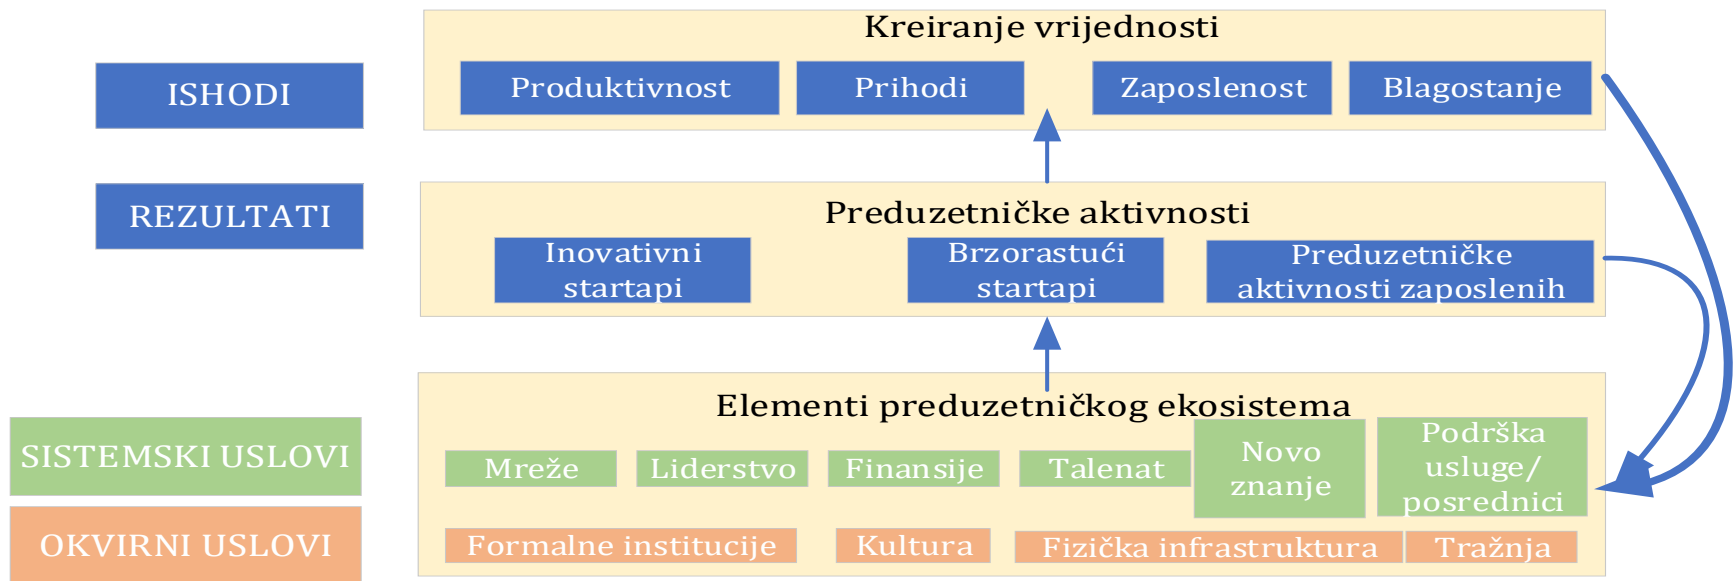 Kreiranje vrijednosti
ISHODI
Produktivnost
Prihodi
Zaposlenost
Blagostanje
REZULTATI
Preduzetničke aktivnosti
Inovativni
startapi
Brzorastući
startapi
Preduzetničke
aktivnosti zaposlenih
Elementi preduzetničkog ekosistema
SISTEMSKI USLOVI
Mreže
Liderstvo
Finansije
Talenat
Novo
znanje
Podrška
usluge/
posrednici
OKVIRNI USLOVI
Formalne institucije
Kultura
Fizička infrastruktura
Tražnja